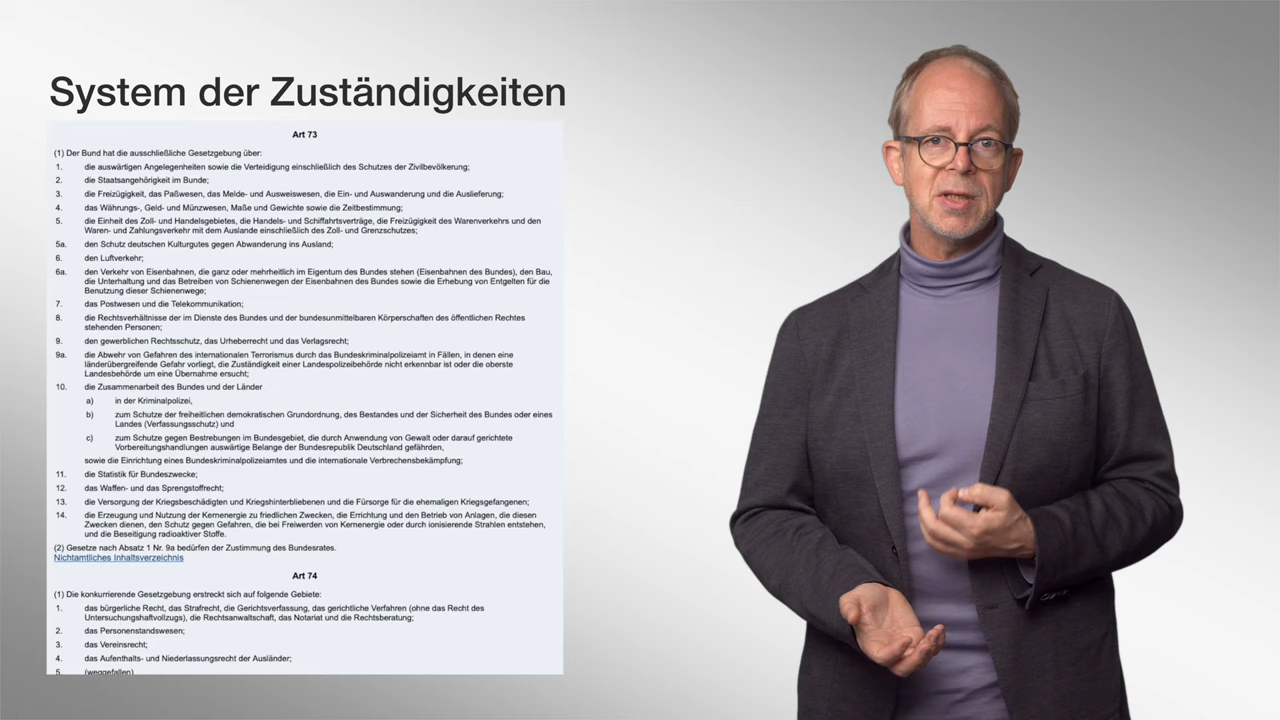 System der Zuständigkeiten
Art 73
(1) Der Bund hat die ausschließliche Gesetzgebung über:
1. die auswärtigen Angelegenheiten sowie die Verteidigung einschließlich des Schutzes der Zivilbevölkerung;
2. die Staatsangehörigkeit im Bunde;
3. die Freizügigkeit, das Paßwesen, das Melde- und Ausweiswesen, die Ein- und Auswanderung und die Auslieferung;
4. das Währungs-, Geld- und Münzwesen, Maße und Gewichte sowie die Zeitbestimmung;
5. die Einheit des Zoll- und Handelsgebietes, die Handels- und Schiffahrtsverträge, die Freizügigkeit des Warenverkehrs und den
Waren- und Zahlungsverkehr mit dem Auslande einschließlich des Zoll- und Grenzschutzes;
5a. den Schutz deutschen Kulturgutes gegen Abwanderung ins Ausland;
6. den Luftverkehr;
6a. den Verkehr von Eisenbahnen, die ganz oder mehrheitlich im Eigentum des Bundes stehen (Eisenbahnen des Bundes), den Bau,
die Unterhaltung und das Betreiben von Schienenwegen der Eisenbahnen des Bundes sowie die Erhebung von Entgelten für die
Benutzung dieser Schienenwege;
7. das Postwesen und die Telekommunikation;
8. die Rechtsverhältnisse der im Dienste des Bundes und der bundesunmittelbaren Körperschaften des öffentlichen Rechtes
stehenden Personen;
9. den gewerblichen Rechtsschutz, das Urheberrecht und das Verlagsrecht;
9a. die Abwehr von Gefahren des internationalen Terrorismus durch das Bundeskriminalpolizeiamt in Fällen, in denen eine
länderübergreifende Gefahr vorliegt, die Zuständigkeit einer Landespolizeibehörde nicht erkennbar ist oder die oberste
Landesbehörde um eine Übernahme ersucht;
10. die Zusammenarbeit des Bundes und der Länder
a) in der Kriminalpolizei,
b) zum Schutze der freiheitlichen demokratischen Grundordnung, des Bestandes und der Sicherheit des Bundes oder eines
Landes (Verfassungsschutz) und
c) zum Schutze gegen Bestrebungen im Bundesgebiet, die durch Anwendung von Gewalt oder darauf gerichtete
Vorbereitungshandlungen auswärtige Belange der Bundesrepublik Deutschland gefährden,
sowie die Einrichtung eines Bundeskriminalpolizeiamtes und die internationale Verbrechensbekämpfung;
11. die Statistik für Bundeszwecke;
12. das Waffen- und das Sprengstoffrecht;
13. die Versorgung der Kriegsbeschädigten und Kriegshinterbliebenen und die Fürsorge für die ehemaligen Kriegsgefangenen;
14. die Erzeugung und Nutzung der Kernenergie zu friedlichen Zwecken, die Errichtung und den Betrieb von Anlagen, die diesen
Zwecken dienen, den Schutz gegen Gefahren, die bei Freiwerden von Kernenergie oder durch ionisierende Strahlen entstehen,
und die Beseitigung radioaktiver Stoffe.
(2) Gesetze nach Absatz 1 Nr. 9a bedürfen der Zustimmung des Bundesrates.
Nichtamtliches Inhaltsverzeichnis
Art 74
(1) Die konkurrierende Gesetzgebung erstreckt sich auf folgende Gebiete:
1. das bürgerliche Recht, das Strafrecht, die Gerichtsverfassung, das gerichtliche Verfahren (ohne das Recht des
Untersuchungshaftvollzugs), die Rechtsanwaltschaft, das Notariat und die Rechtsberatung;
2. das Personenstandswesen;
3. das Vereinsrecht;
4. das Aufenthalts- und Niederlassungsrecht der Ausländer;
5. (weggefallen)